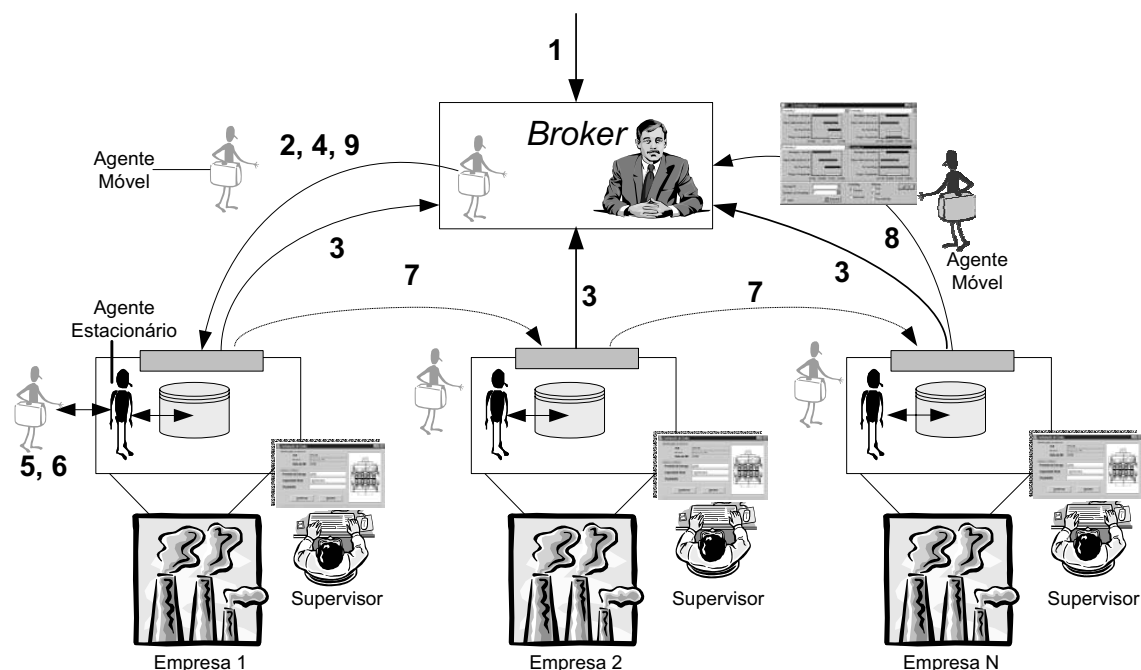 1
Broker
2, 4, 9
Agente
Móvel
3
8
Agente
Móvel
7
3
7
3
Agente
Estacionário
5, 6
Supervisor
Supervisor
Supervisor
Empresa 1
Empresa 2
Empresa N